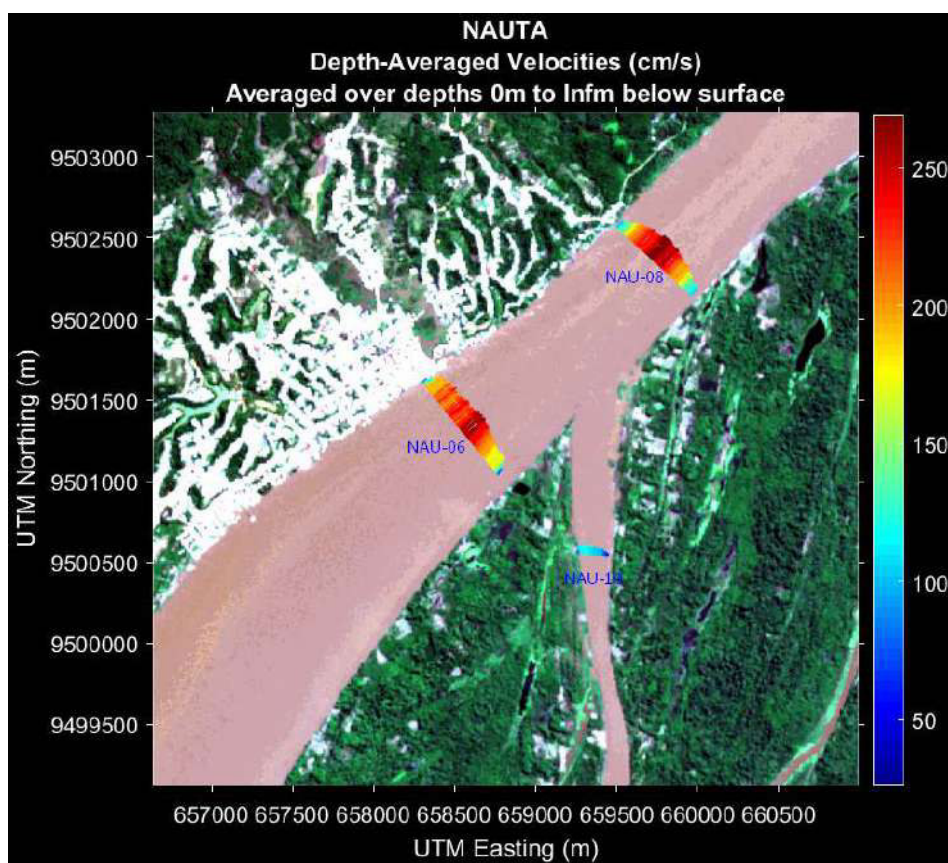 NAUTA
Depth-Averaged Velocities (cm/s)
Averaged over depths 0m to Infm below surface
9503000
9502500
9502000
9501500
9501000
9500500
9500000
9499500
UTM Northing (m)
NAU-08
NAU-06
250
200
150
100
50
657000 657500 658000 658500 659000 659500 660000 660500
UTM Easting (m)